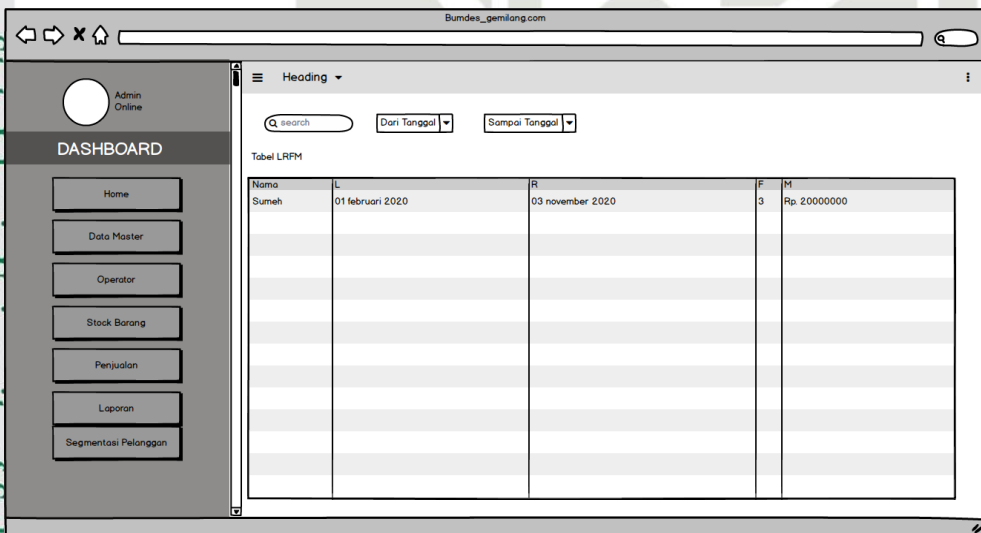 Bumdes_gemilang.com
Admin
Online
DASHBOARD
Home
Data Master
Operator
Stock Barang
Penjualan
Laporan
Segmentasi Pelanggan
Heading
search
Dari Tanggal
Sampai Tanggal
Tabel LRFM
Nama L R F M
Sumeh 01 februari 2020 03 november 2020 3 Rp. 20000000